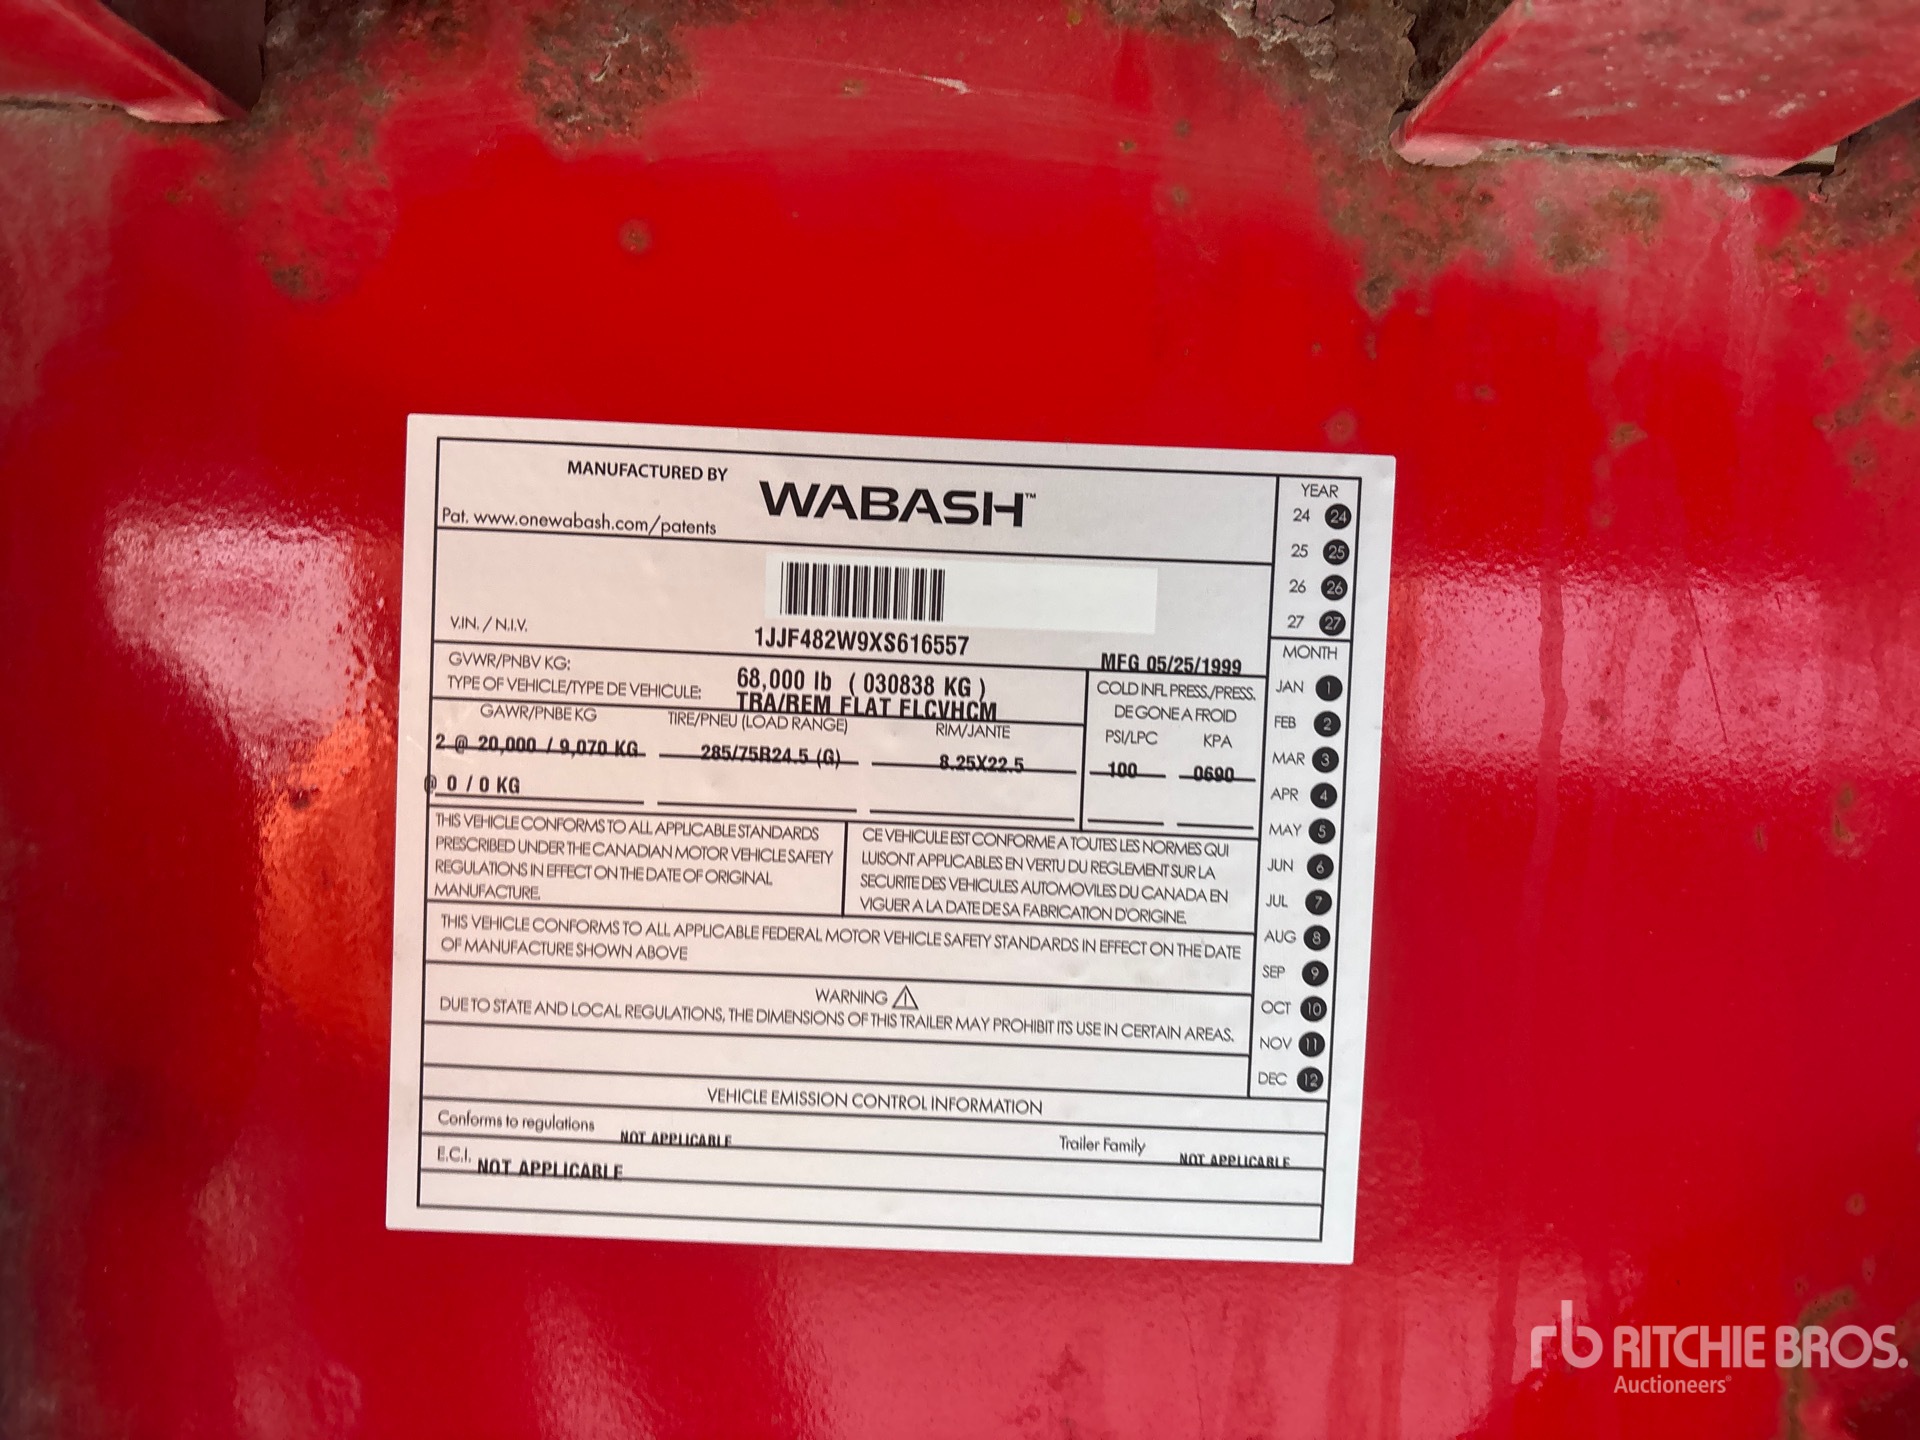 MANUFACTURED BY WABASH™
Pat. www.onewabash.com/patents
V.I.N. / N.I.V.
1JJF482W9XS616557
MFG 05/25/1999
GVWR/PNBV KG: 68,000 lb ( 030838 KG )
TYPE OF VEHICLE/TYPE DE VEHICULE: TRA/REM FLAT FLCVHCM
GAWR/PNBE KG TIRE/PNEU (LOAD RANGE) RIM/JANTE
2 @ 20,000 / 9,070 KG 285/75R24.5 (G) 8.25X22.5
@ 0 / 0 KG
COLD INFL PRESS./PRESS.
DE GONE A FROID
PSI/LPC KPA
100 0690
THIS VEHICLE CONFORMS TO ALL APPLICABLE STANDARDS
PRESCRIBED UNDER THE CANADIAN MOTOR VEHICLE SAFETY
REGULATIONS IN EFFECT ON THE DATE OF ORIGINAL
MANUFACTURE.
CE VEHICULE EST CONFORME A TOUTES LES NORMES QUI
LUISONT APPLICABLES EN VERTU DU REGLEMENT SUR LA
SECURITE DES VEHICULES AUTOMOVILES DU CANADA EN
VIGUER A LA DATE DE SA FABRICATION D'ORIGINE.
THIS VEHICLE CONFORMS TO ALL APPLICABLE FEDERAL MOTOR VEHICLE SAFETY STANDARDS IN EFFECT ON THE DATE
OF MANUFACTURE SHOWN ABOVE
WARNING
DUE TO STATE AND LOCAL REGULATIONS, THE DIMENSIONS OF THIS TRAILER MAY PROHIBIT ITS USE IN CERTAIN AREAS.
VEHICLE EMISSION CONTROL INFORMATION
Conforms to regulations NOT APPLICABLE Trailer Family NOT APPLICABLE
E.C.I. NOT APPLICABLE
YEAR
24 24
25 25
26 26
27 27
MONTH
JAN 1
FEB 2
MAR 3
APR 4
MAY 5
JUN 6
JUL 7
AUG 8
SEP 9
OCT 10
NOV 11
DEC 12
rb RITCHIE BROS.
Auctioneers®